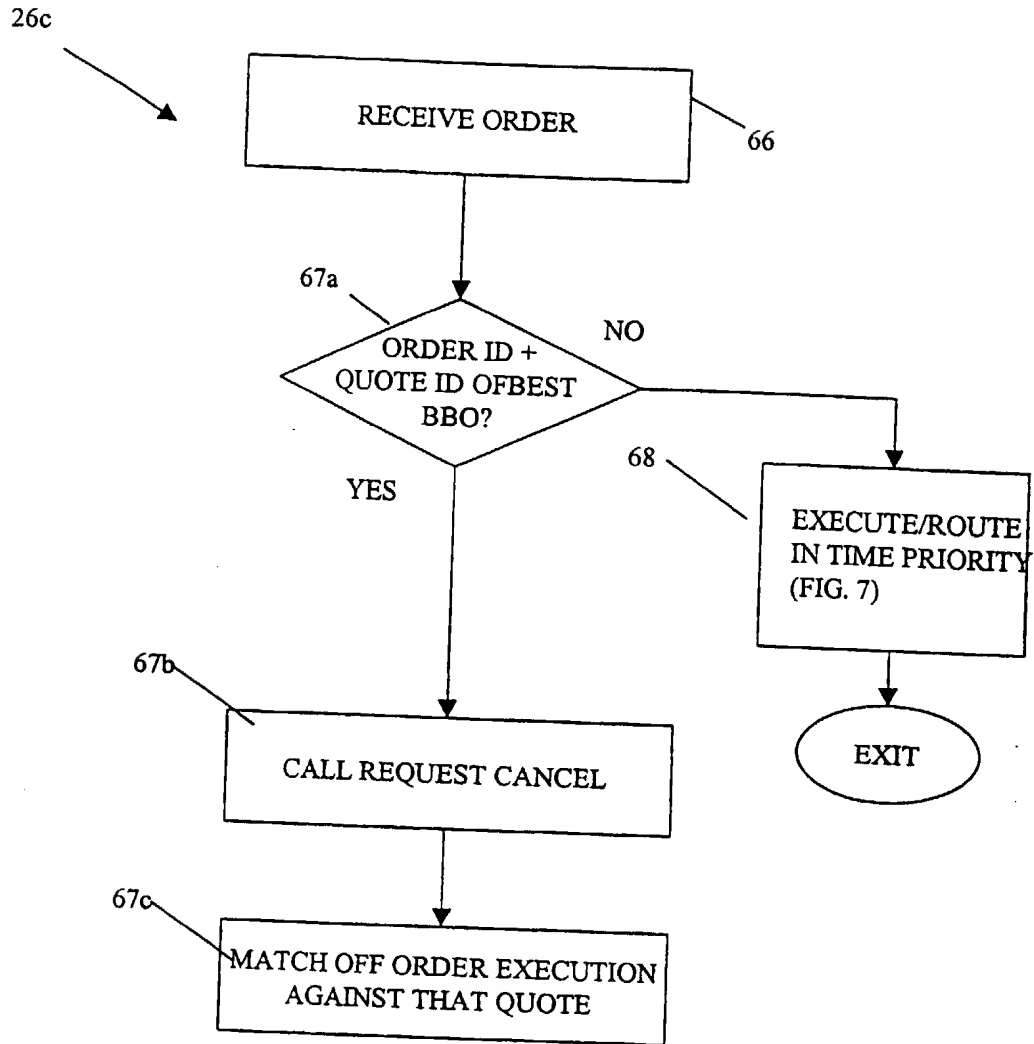 26c
RECEIVE ORDER
66
67a
ORDER ID +
QUOTE ID OFBEST
BBO?
NO
YES
68
EXECUTE/ROUTE
IN TIME PRIORITY
(FIG. 7)
EXIT
67b
CALL REQUEST CANCEL
67c
MATCH OFF ORDER EXECUTION
AGAINST THAT QUOTE